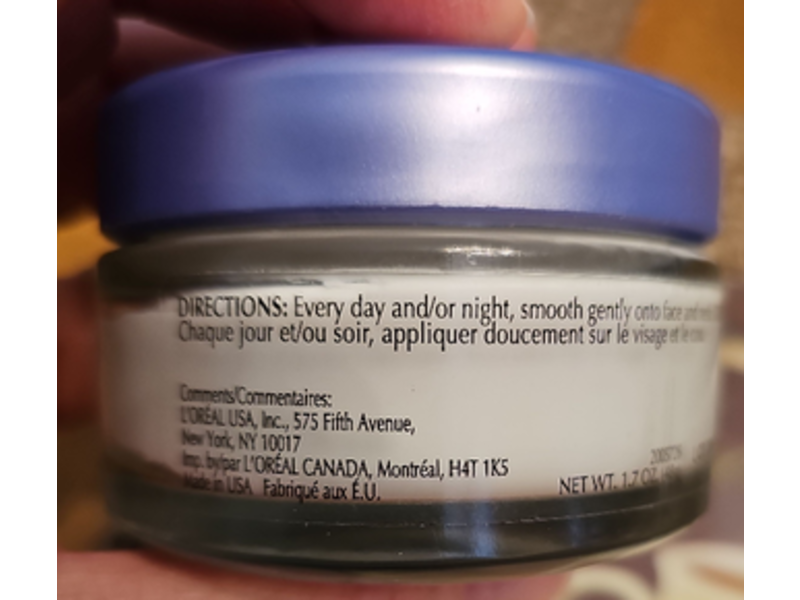 DIRECTIONS: Every day and/or night, smooth gently onto face and
Chaque jour et/ou soir, appliquer doucement sur le visage et le cou
Comments/Commentaires:
L'ORÉAL USA, Inc., 575 Fifth Avenue,
New York, NY 10017
Imp. by/par L'ORÉAL CANADA, Montréal, H4T 1K5
Made in USA Fabriqué aux É.U.
NET WT. 1.7 OZ.